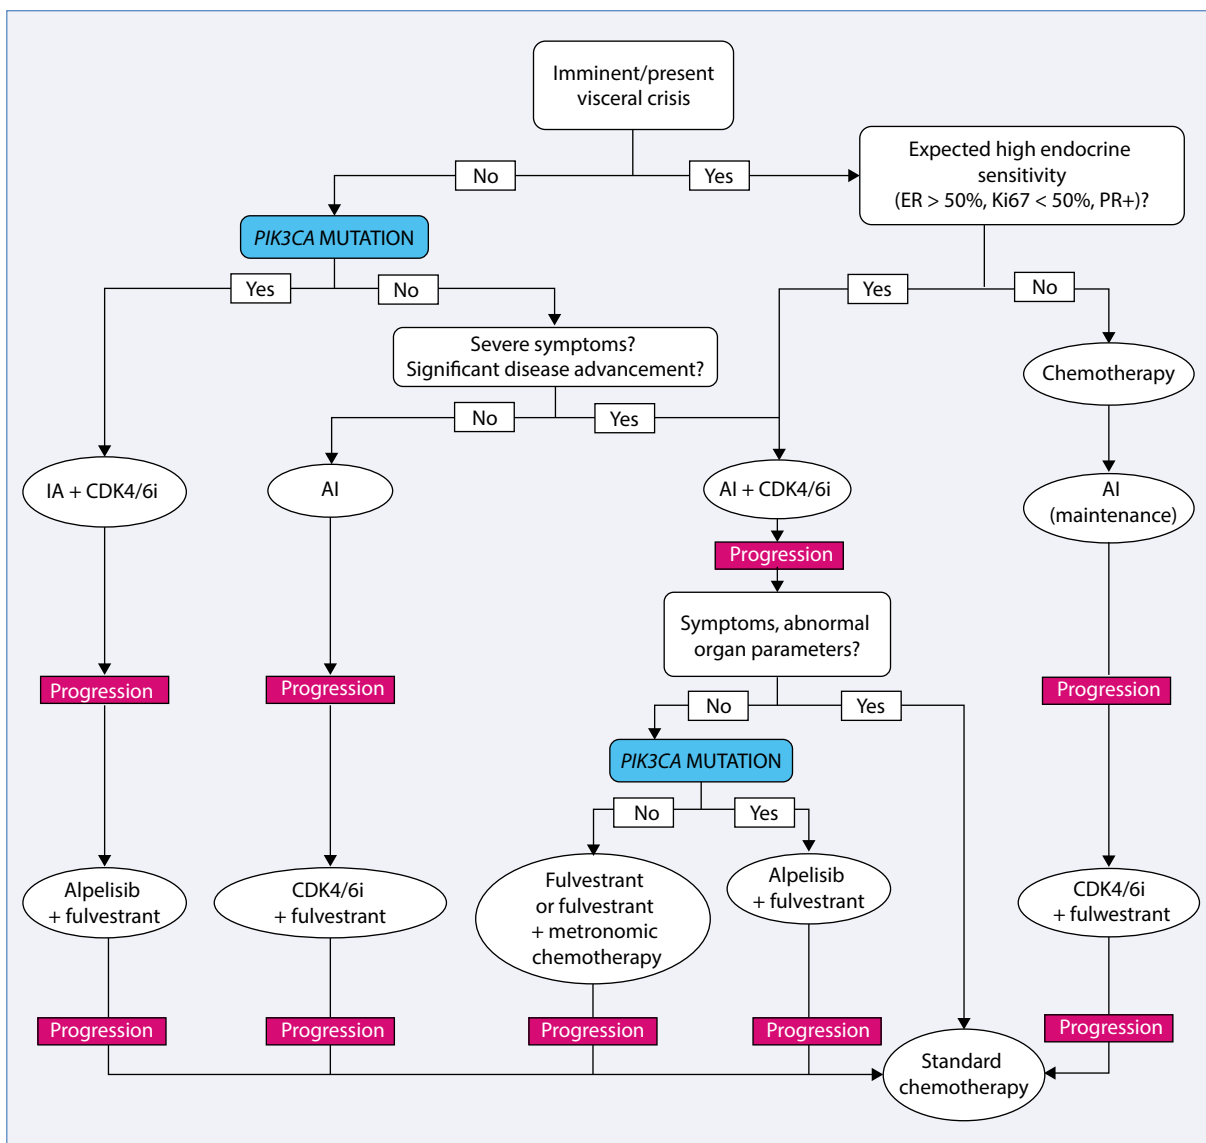 Imminent/present
visceral crisis
No
Yes
Expected high endocrine
sensitivity
(ER > 50%, Ki67 < 50%, PR+)?
PIK3CA MUTATION
Yes
No
Yes
No
Severe symptoms?
Significant disease advancement?
Chemotherapy
No
Yes
IA + CDK4/6i
AI
AI + CDK4/6i
AI
(maintenance)
Progression
Symptoms, abnormal
organ parameters?
Progression
Progression
Progression
No
Yes
PIK3CA MUTATION
No
Yes
Alpelisib
+ fulvestrant
CDK4/6i
+ fulvestrant
Fulvestrant
or fulvestrant
+ metronomic
chemotherapy
Alpelisib
+ fulvestrant
CDK4/6i
+ fulwestrant
Progression
Progression
Progression
Progression
Progression
Standard
chemotherapy